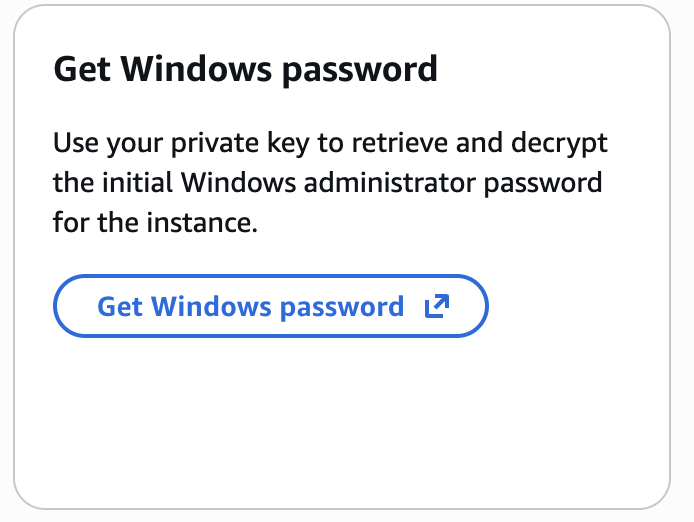 Get Windows password
Use your private key to retrieve and decrypt
the initial Windows administrator password
for the instance.
Get Windows password